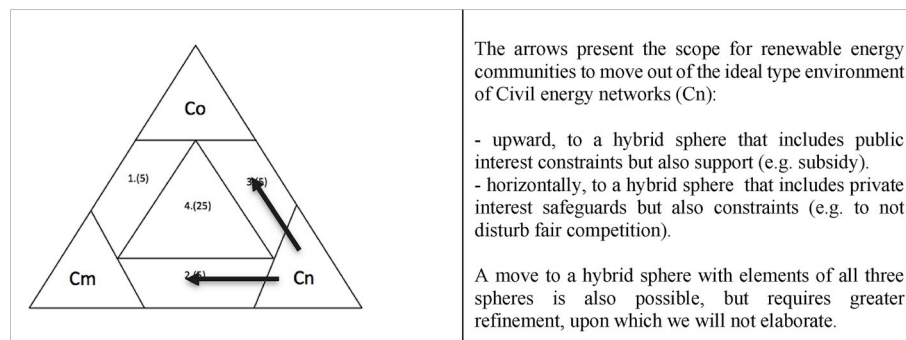 Co
1.(5)
3.(5)
4.(25)
Cm
2.(5)
Cn
The arrows present the scope for renewable energy
communities to move out of the ideal type environment
of Civil energy networks (Cn):
- upward, to a hybrid sphere that includes public
interest constraints but also support (e.g. subsidy).
- horizontally, to a hybrid sphere that includes private
interest safeguards but also constraints (e.g. to not
disturb fair competition).
A move to a hybrid sphere with elements of all three
spheres is also possible, but requires greater
refinement, upon which we will not elaborate.